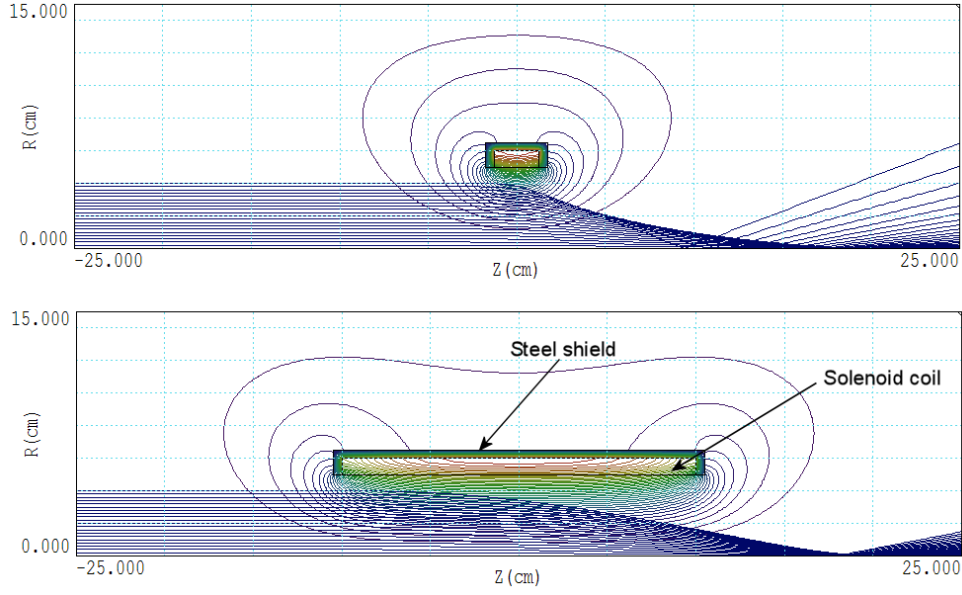 15.000
R(cm)
0.000
-25.000
Z(cm)
25.000
15.000
Steel shield
Solenoid coil
R(cm)
0.000
-25.000
Z(cm)
25.000